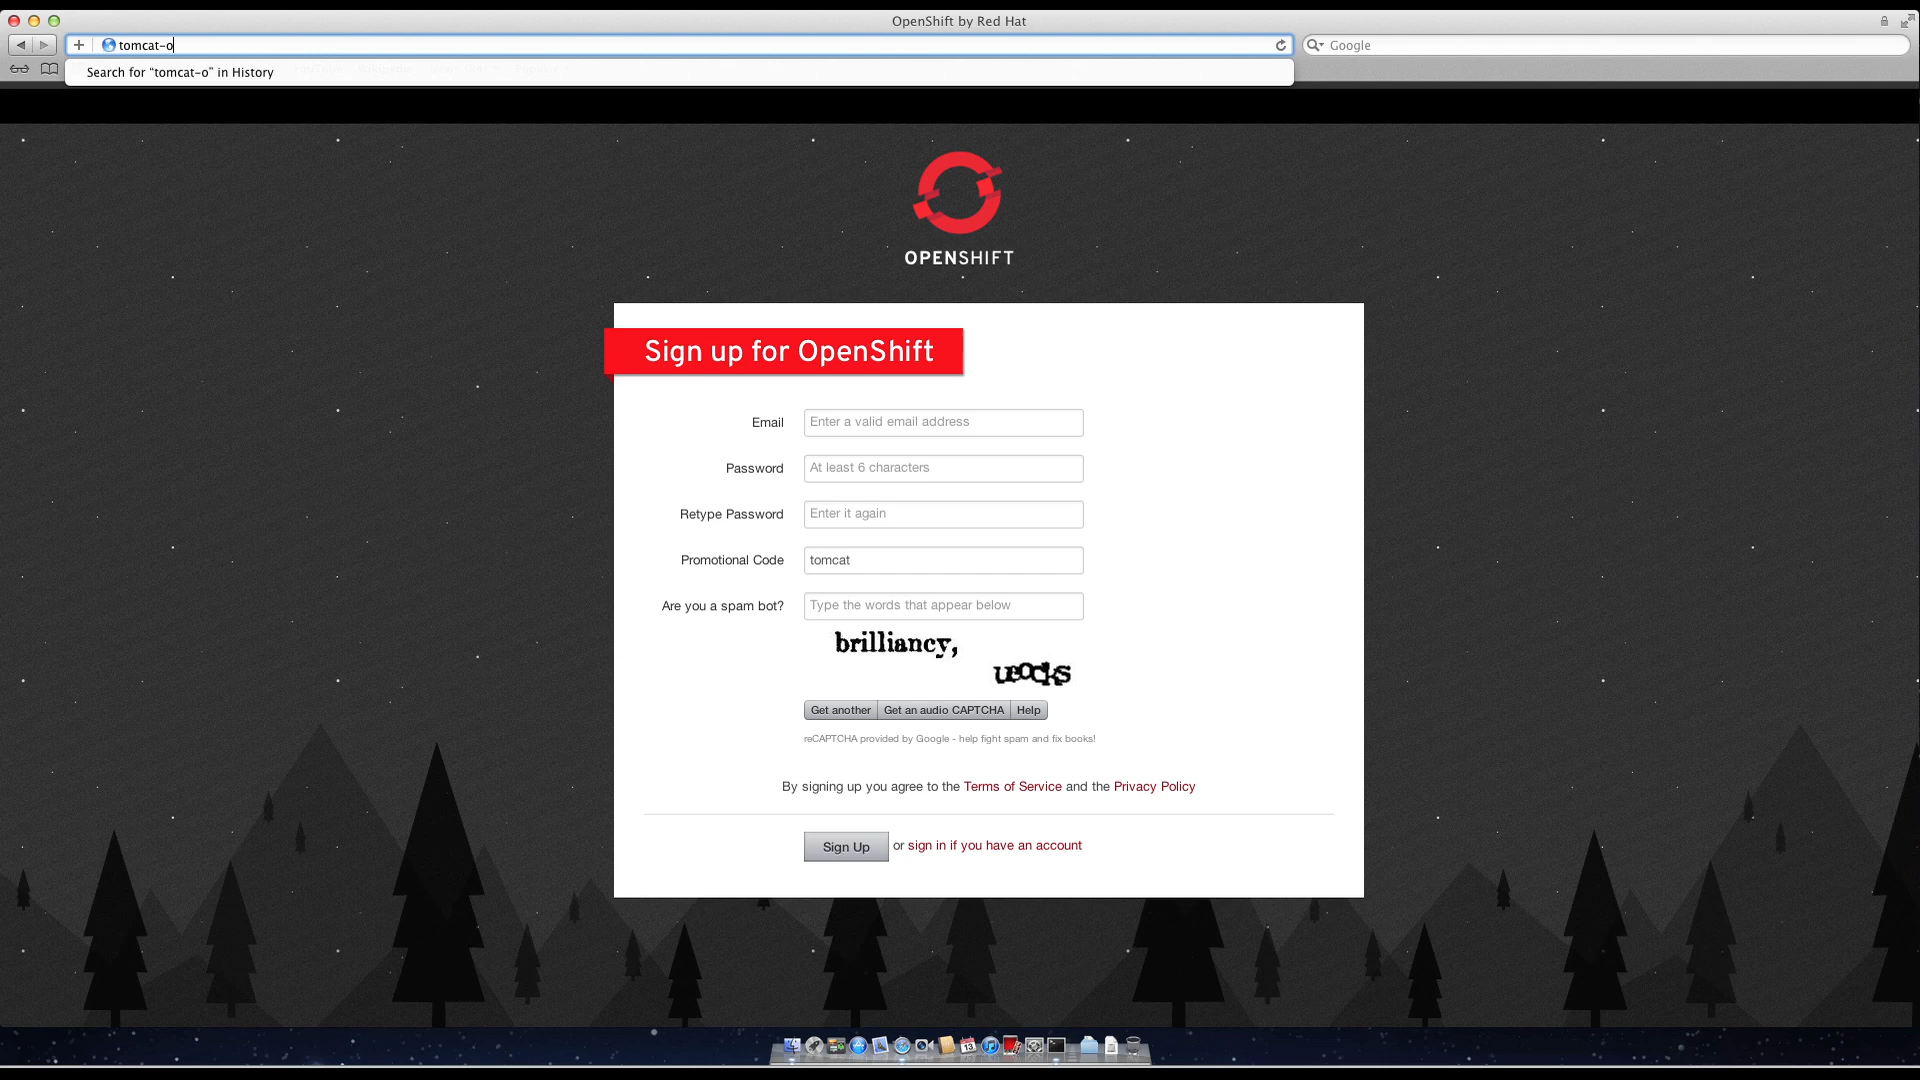 OpenShift by Red Hat
tomcat-o
Google
Search for “tomcat-o” in History
OPENSHIFT
Sign up for OpenShift
Email
Enter a valid email address
Password
At least 6 characters
Retype Password
Enter it again
Promotional Code
tomcat
Are you a spam bot?
Type the words that appear below
brilliancy,
Get another
Get an audio CAPTCHA
Help
reCAPTCHA provided by Google - help fight spam and fix books!
By signing up you agree to the Terms of Service and the Privacy Policy
Sign Up or sign in if you have an account
13